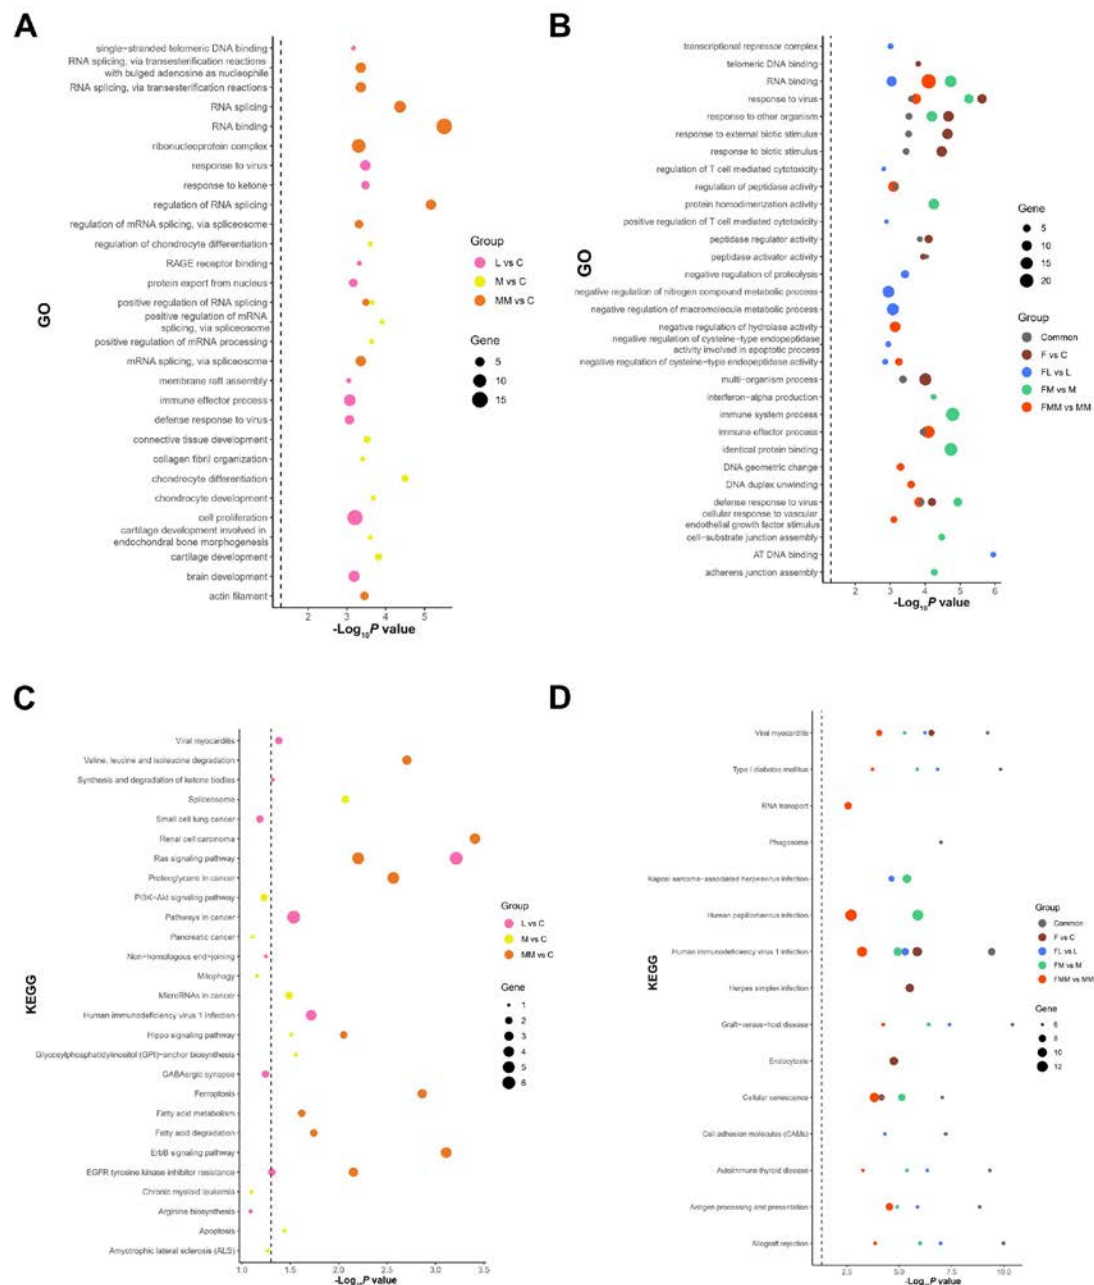 A
GO
single−stranded telomeric DNA binding
RNA splicing, via transesterification reactions
with bulged adenosine as nucleophile
RNA splicing, via transesterification reactions
RNA splicing
RNA binding
ribonucleoprotein complex
response to virus
response to ketone
regulation of RNA splicing
regulation of mRNA splicing, via spliceosome
regulation of chondrocyte differentiation
RAGE receptor binding
protein export from nucleus
positive regulation of RNA splicing
positive regulation of mRNA
splicing, via spliceosome
positive regulation of mRNA processing
mRNA splicing, via spliceosome
membrane raft assembly
immune effector process
defense response to virus
connective tissue development
collagen fibril organization
chondrocyte differentiation
chondrocyte development
cell proliferation
cartilage development involved in
endochondral bone morphogenesis
cartilage development
brain development
actin filament
2 3 4 5
-Log₁₀P value
Group
L vs C
M vs C
MM vs C
Gene
5
10
15
B
GO
transcriptional repressor complex
telomeric DNA binding
RNA binding
response to virus
response to other organism
response to external biotic stimulus
response to biotic stimulus
regulation of T cell mediated cytotoxicity
regulation of peptidase activity
protein homodimerization activity
positive regulation of T cell mediated cytotoxicity
peptidase regulator activity
peptidase activator activity
negative regulation of proteolysis
negative regulation of nitrogen compound metabolic process
negative regulation of macromolecule metabolic process
negative regulation of hydrolase activity
negative regulation of cysteine−type endopeptidase
activity involved in apoptotic process
negative regulation of cysteine−type endopeptidase activity
multi−organism process
interferon−alpha production
immune system process
immune effector process
identical protein binding
DNA geometric change
DNA duplex unwinding
defense response to virus
cellular response to vascular
endothelial growth factor stimulus
cell−substrate junction assembly
AT DNA binding
adherens junction assembly
2 3 4 5 6
-Log₁₀P value
Gene
5
10
15
20
Group
Common
F vs C
FL vs L
FM vs M
FMM vs MM
C
KEGG
Viral myocarditis
Valine, leucine and isoleucine degradation
Synthesis and degradation of ketone bodies
Spliceosome
Small cell lung cancer
Renal cell carcinoma
Ras signaling pathway
Proteoglycans in cancer
PI3K−Akt signaling pathway
Pathways in cancer
Pancreatic cancer
Non−homologous end−joining
Mitophagy
MicroRNAs in cancer
Human immunodeficiency virus 1 infection
Hippo signaling pathway
Glycosylphosphatidylinositol (GPI)−anchor biosynthesis
GABAergic synapse
Ferroptosis
Fatty acid metabolism
Fatty acid degradation
ErbB signaling pathway
EGFR tyrosine kinase inhibitor resistance
Chronic myeloid leukemia
Arginine biosynthesis
Apoptosis
Amyotrophic lateral sclerosis (ALS)
1.0 1.5 2.0 2.5 3.0 3.5
-Log₁₀P value
Group
L vs C
M vs C
MM vs C
Gene
1
2
3
4
5
6
D
KEGG
Viral myocarditis
Type I diabetes mellitus
RNA transport
Phagosome
Kaposi sarcoma−associated herpesvirus infection
Human papillomavirus infection
Human immunodeficiency virus 1 infection
Herpes simplex infection
Graft−versus−host disease
Endocytosis
Cellular senescence
Cell adhesion molecules (CAMs)
Autoimmune thyroid disease
Antigen processing and presentation
Allograft rejection
2.5 5.0 7.5 10.0
-Log₁₀P value
Group
Common
F vs C
FL vs L
FM vs M
FMM vs MM
Gene
6
8
10
12